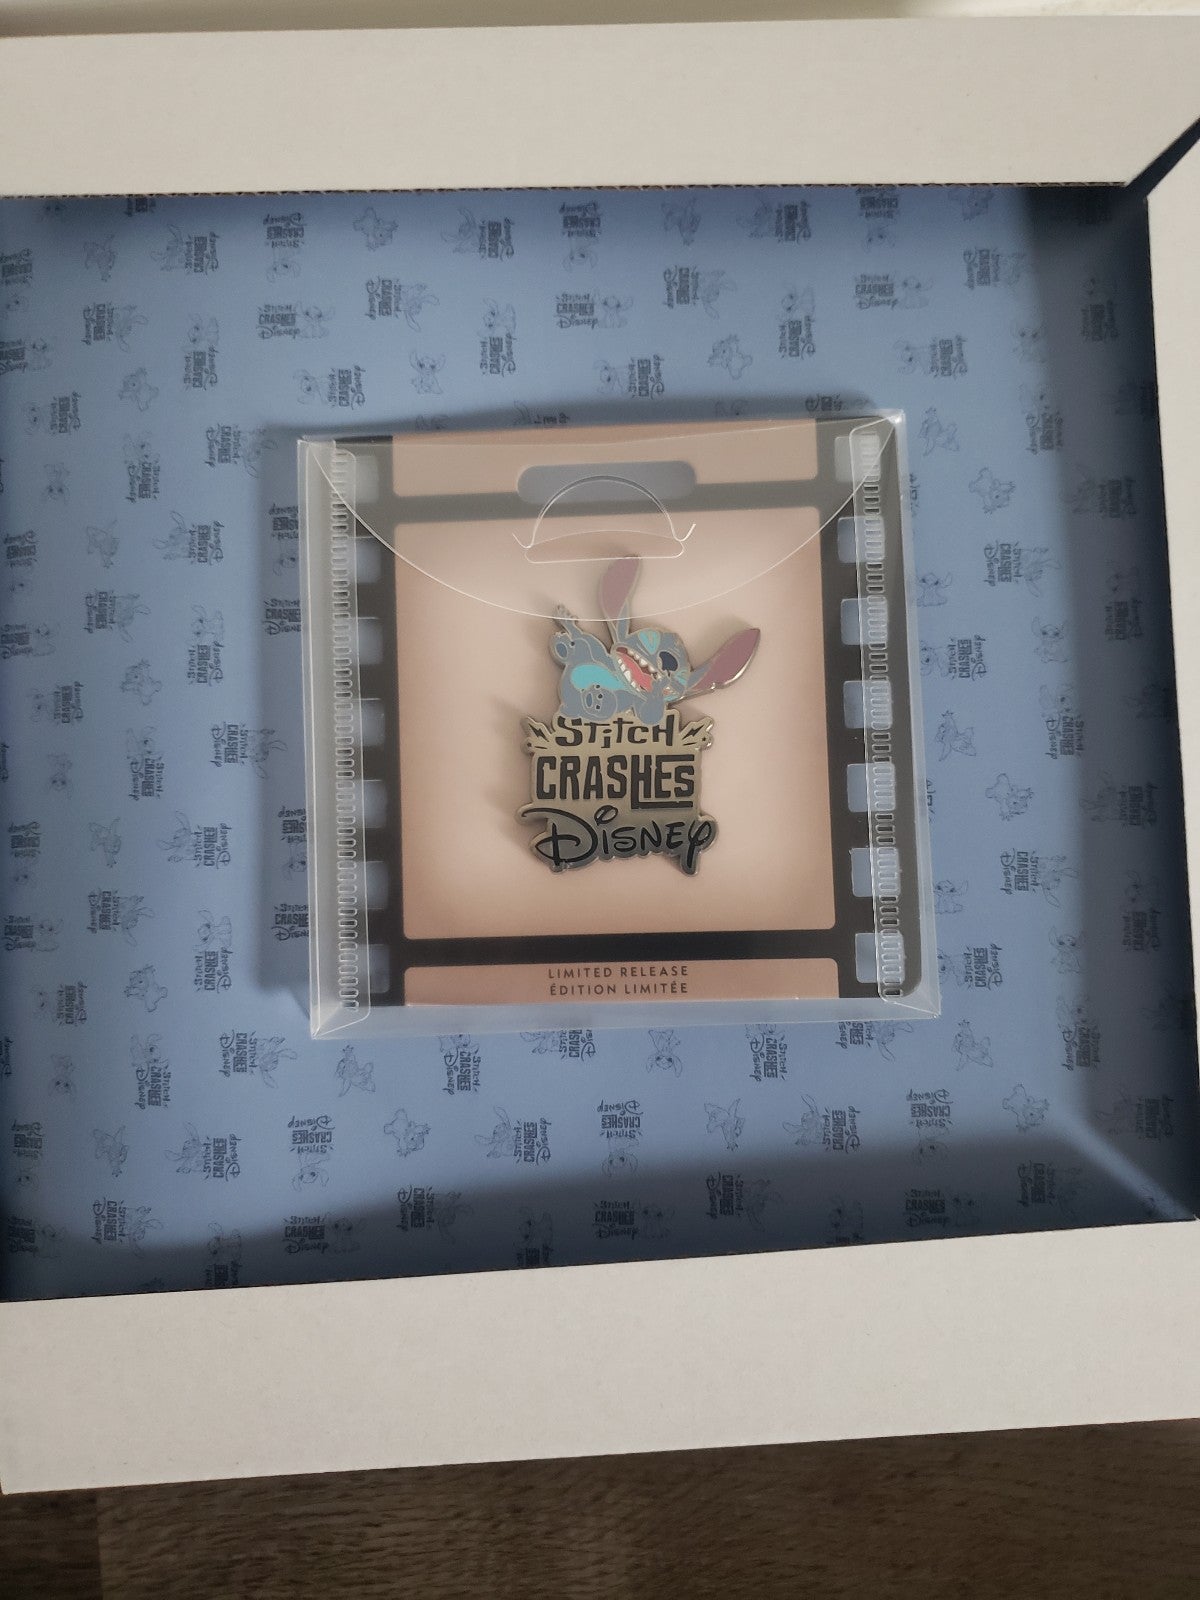 STITCH
CRASHES
DISNEY
LIMITED RELEASE
ÉDITION LIMITÉE